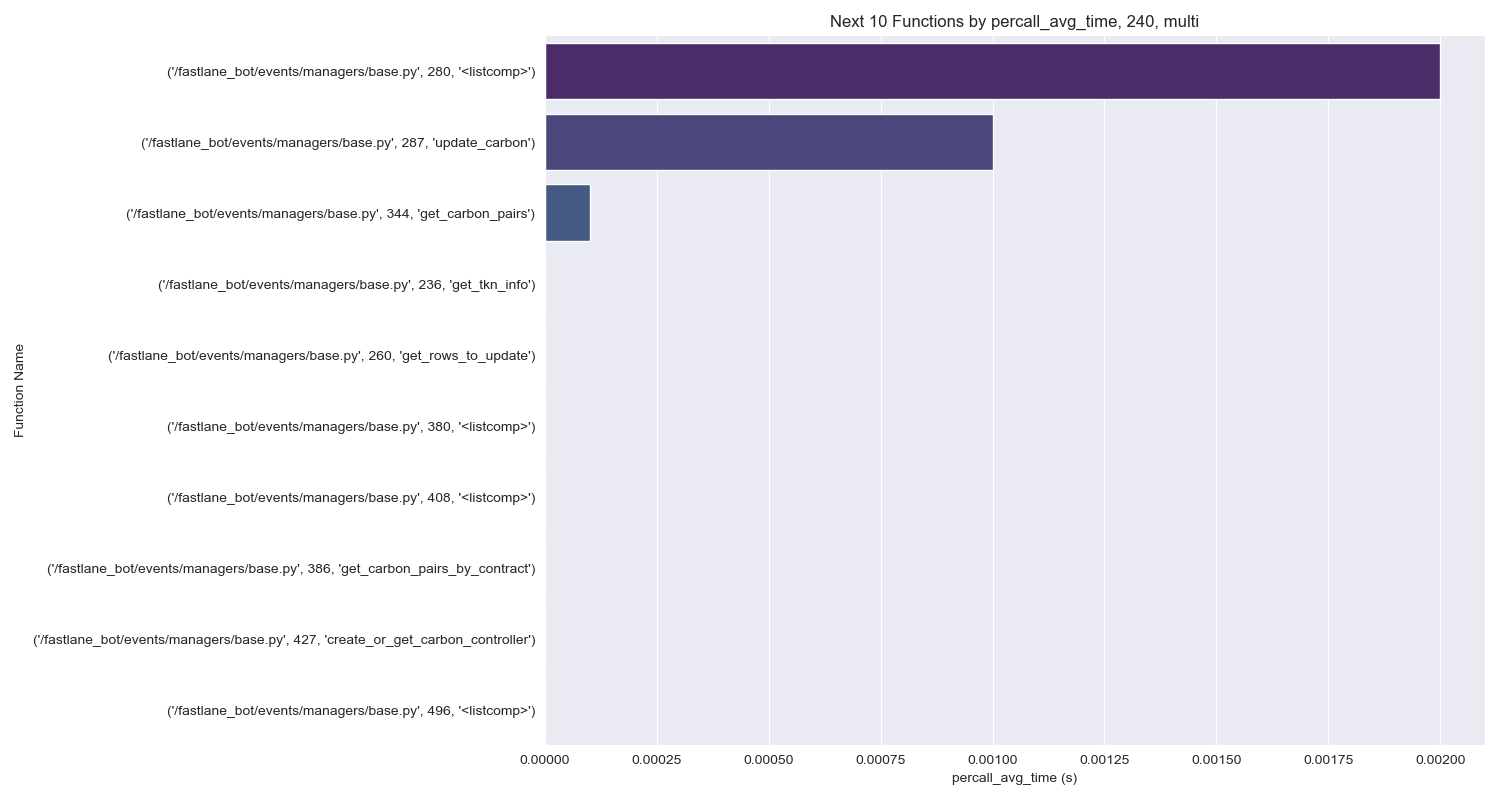 Next 10 Functions by percall_avg_time, 240, multi
('/fastlane_bot/events/managers/base.py', 280, '<listcomp>')
('/fastlane_bot/events/managers/base.py', 287, 'update_carbon')
('/fastlane_bot/events/managers/base.py', 344, 'get_carbon_pairs')
('/fastlane_bot/events/managers/base.py', 236, 'get_tkn_info')
('/fastlane_bot/events/managers/base.py', 260, 'get_rows_to_update')
('/fastlane_bot/events/managers/base.py', 380, '<listcomp>')
('/fastlane_bot/events/managers/base.py', 408, '<listcomp>')
('/fastlane_bot/events/managers/base.py', 386, 'get_carbon_pairs_by_contract')
('/fastlane_bot/events/managers/base.py', 427, 'create_or_get_carbon_controller')
('/fastlane_bot/events/managers/base.py', 496, '<listcomp>')
Function Name
0.00000 0.00025 0.00050 0.00075 0.00100 0.00125 0.00150 0.00175 0.00200
percall_avg_time (s)